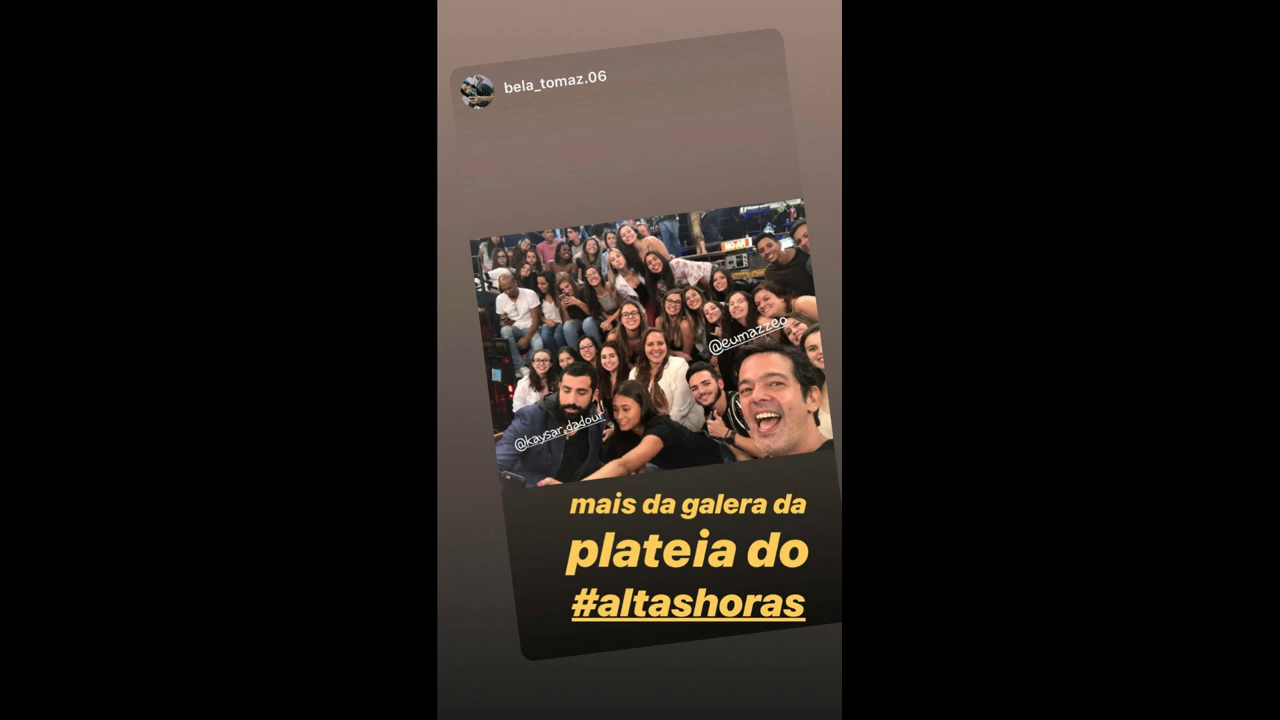 bela_tomaz.06
@eumazzeo
@kaysar.dadour
mais da galera da
plateia do
#altashoras